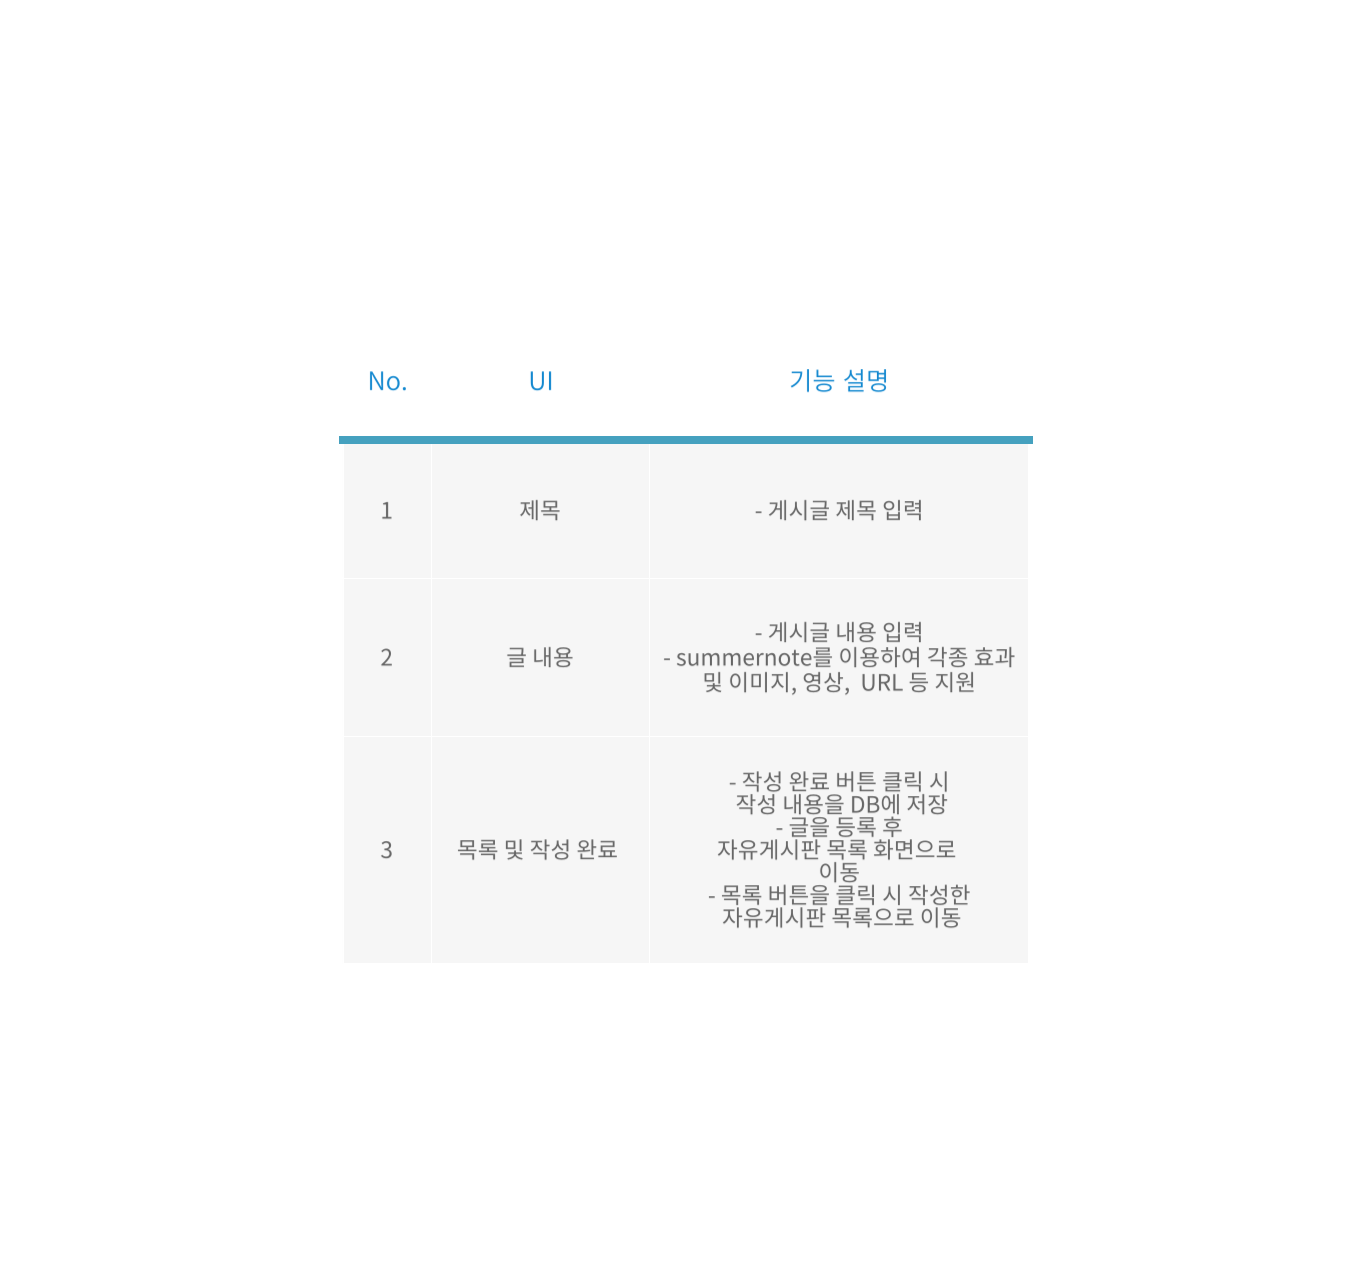 No. UI 기능 설명
1 제목 - 게시글 제목 입력
- 게시글 내용 입력
2 글 내용 - summernote를 이용하여 각종 효과
및 이미지, 영상,  URL 등 지원
- 작성 완료 버튼 클릭 시
작성 내용을 DB에 저장
- 글을 등록 후
3 목록 및 작성 완료 자유게시판 목록 화면으로
이동
- 목록 버튼을 클릭 시 작성한
자유게시판 목록으로 이동